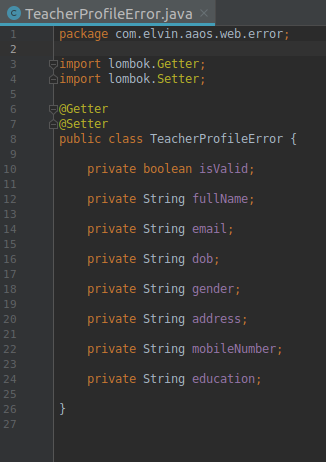 TeacherProfileError.java
1 package com.elvin.aaos.web.error;
2
3 import lombok.Getter;
4 import lombok.Setter;
5
6 @Getter
7 @Setter
8 public class TeacherProfileError {
9
10 private boolean isValid;
11
12 private String fullName;
13
14 private String email;
15
16 private String dob;
17
18 private String gender;
19
20 private String address;
21
22 private String mobileNumber;
23
24 private String education;
25
26 }
27